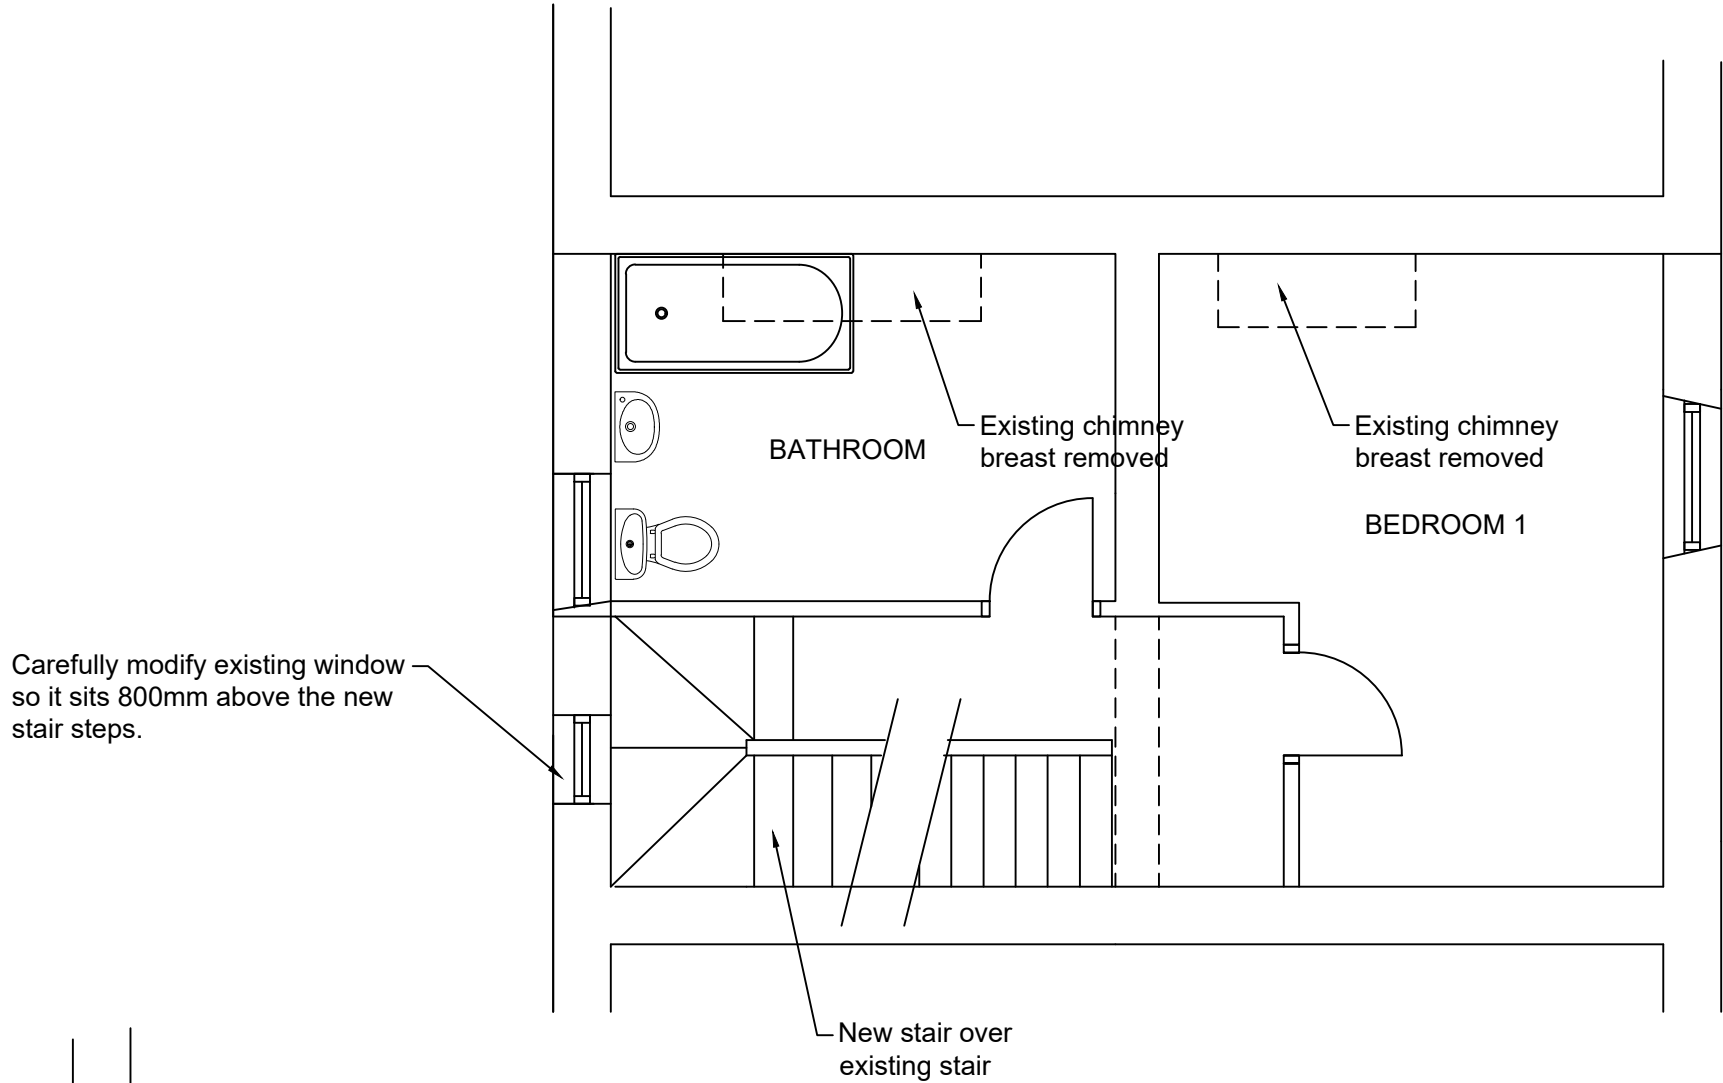 Existing chimney
breast removed
Existing chimney
breast removed
BATHROOM
BEDROOM 1
Carefully modify existing window
so it sits 800mm above the new
stair steps.
New stair over
existing stair